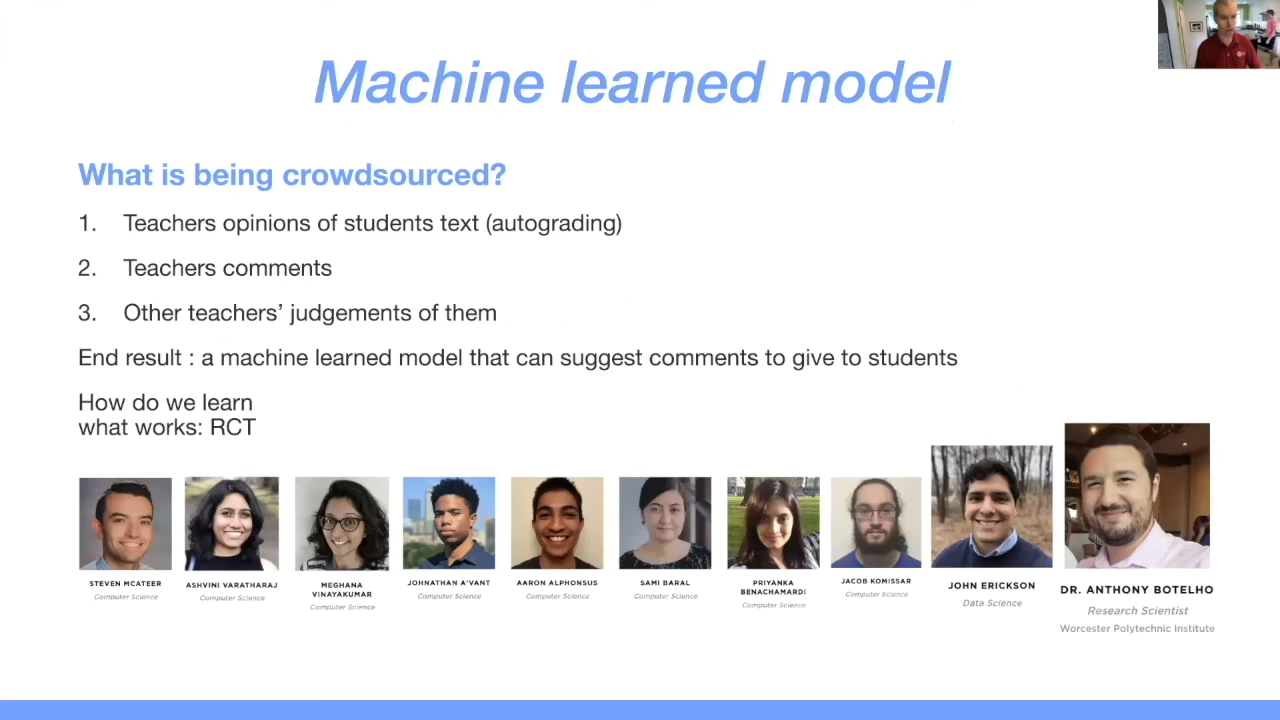 Machine learned model
What is being crowdsourced?
1. Teachers opinions of students text (autograding)
2. Teachers comments
3. Other teachers’ judgements of them
End result : a machine learned model that can suggest comments to give to students
How do we learn
what works: RCT
STEVEN MCATEER
Computer Science
ASHVINI VARATHARAJ
Computer Science
MEGHANA
VINAYAKUMAR
Computer Science
JOHNATHAN A'VANT
Computer Science
AARON ALPHONSUS
Computer Science
SAMI BARAL
Computer Science
PRIYANKA
BENACHAMARDI
Computer Science
JACOB KOMISSAR
Computer Science
JOHN ERICKSON
Data Science
DR. ANTHONY BOTELHO
Research Scientist
Worcester Polytechnic Institute